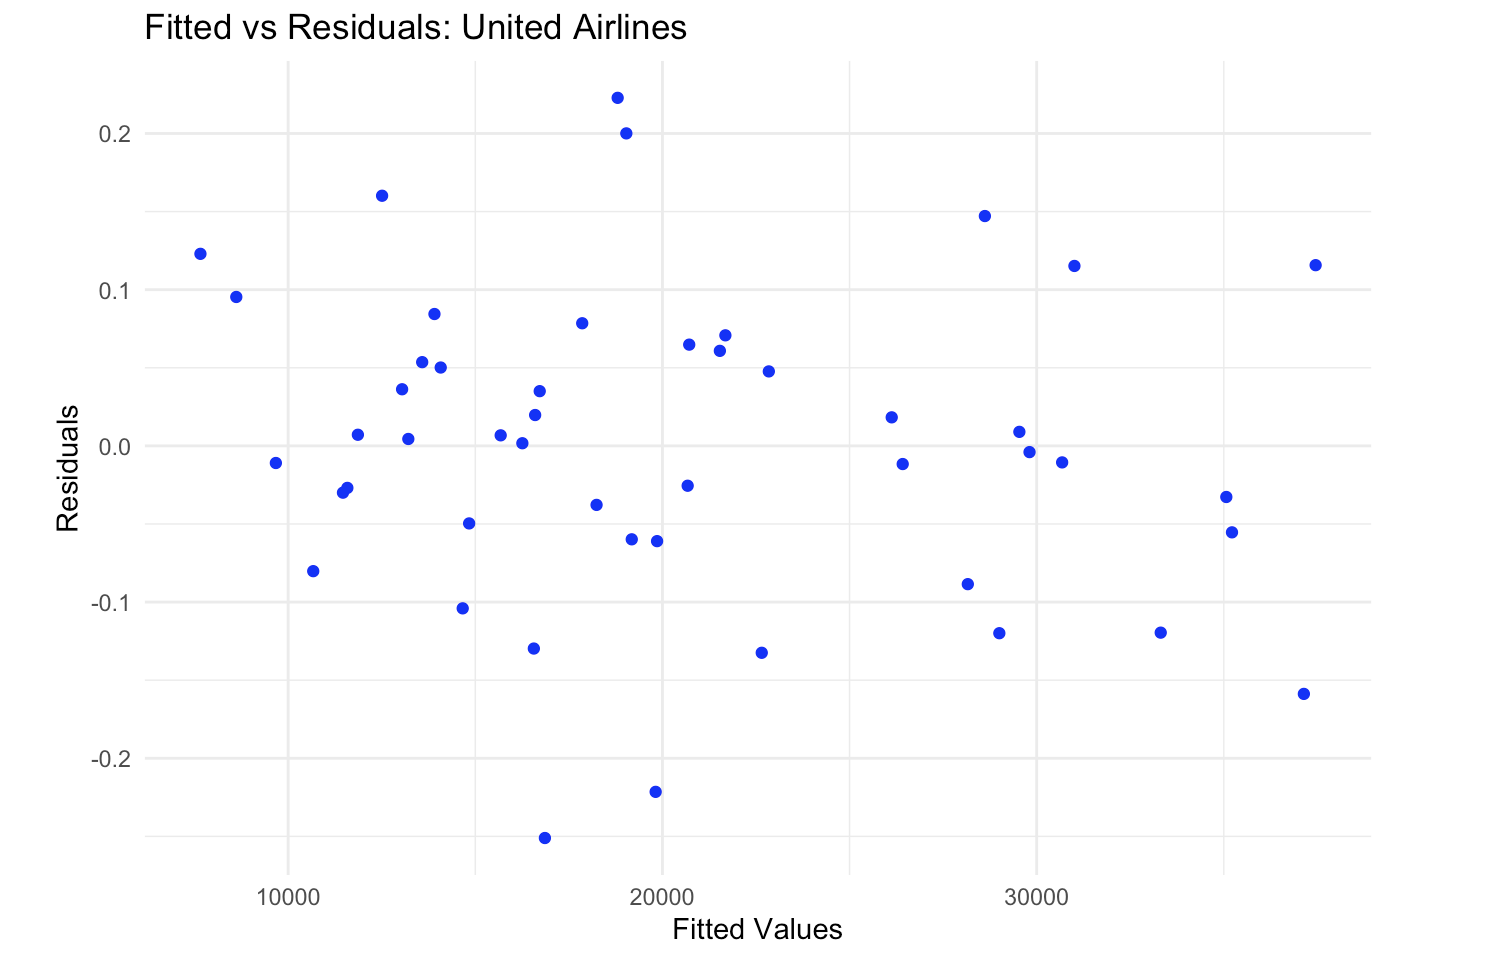 Fitted vs Residuals: United Airlines
0.2
0.1
0.0
-0.1
-0.2
Residuals
10000 20000 30000
Fitted Values